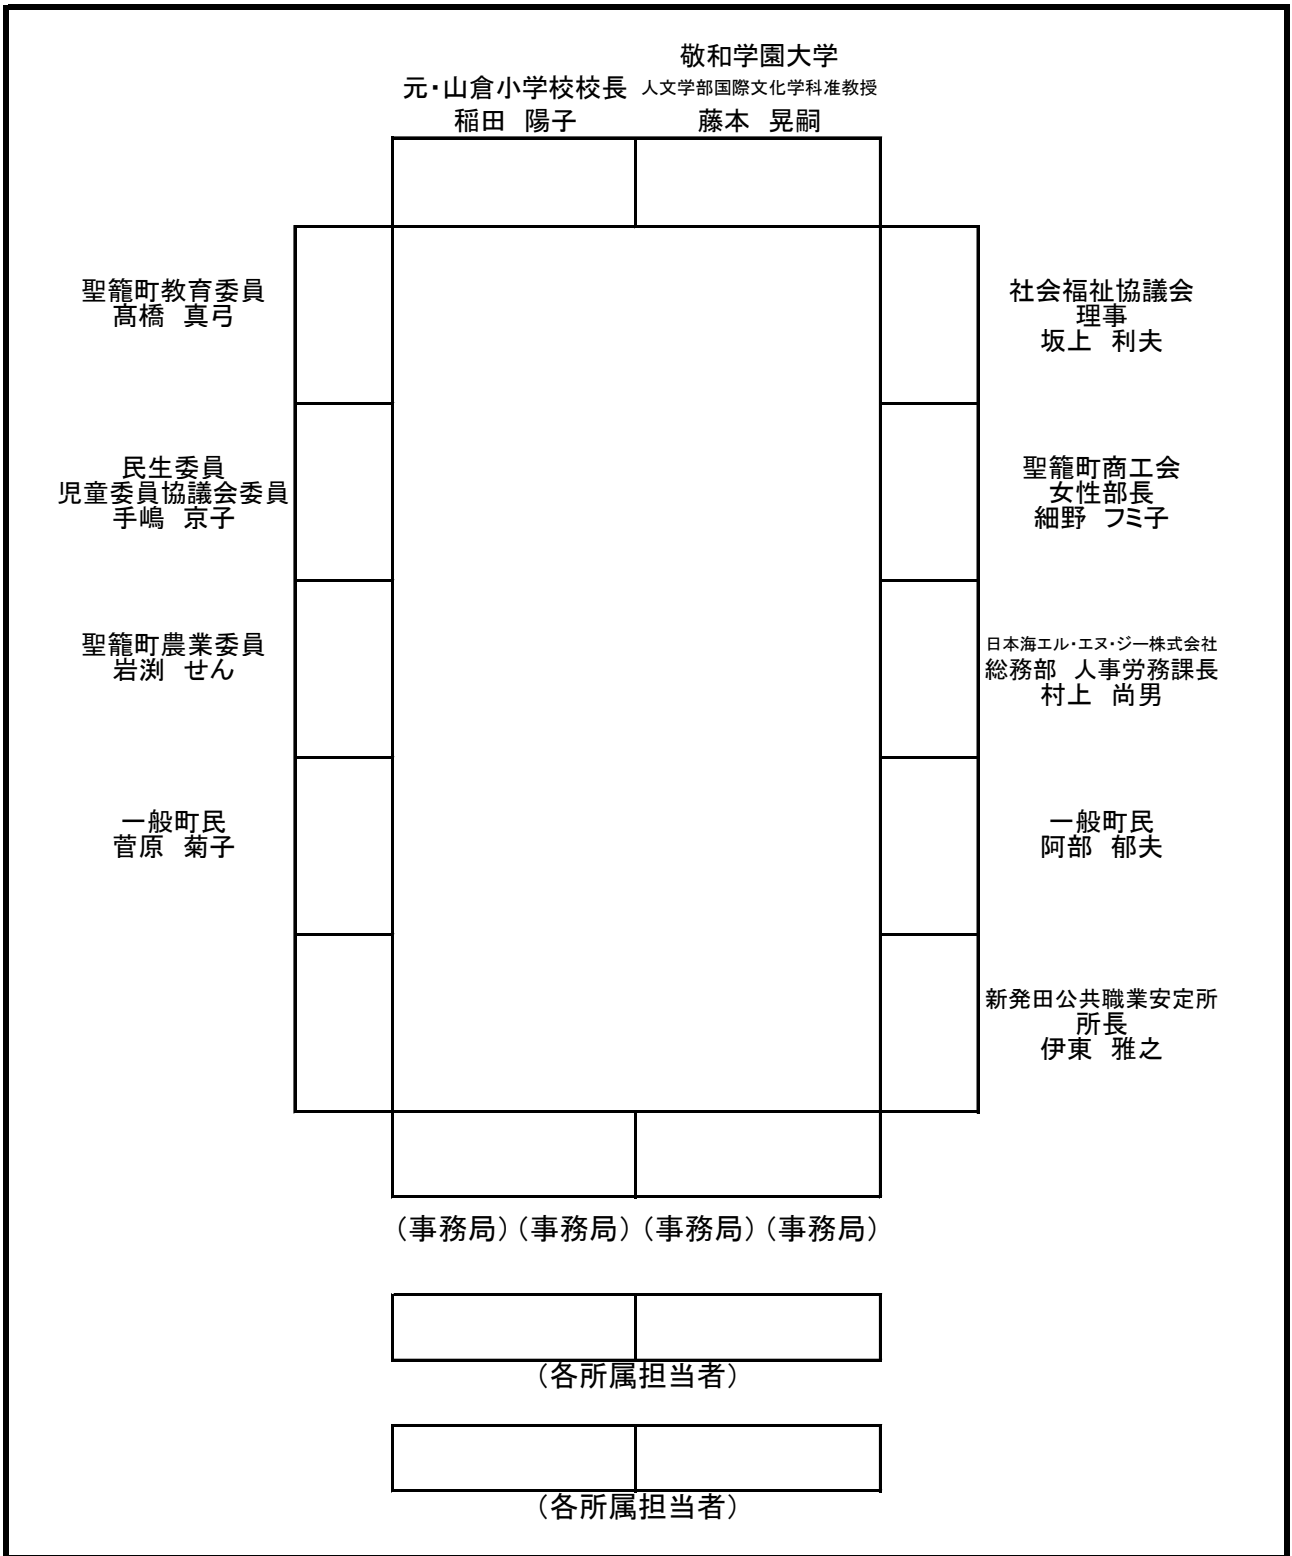 敬和学園大学
元・山倉小学校校長
人文学部国際文化学科准教授
稲田　陽子
藤本　晃嗣
聖籠町教育委員
髙橋　真弓
社会福祉協議会
理事
坂上　利夫
民生委員
児童委員協議会委員
手嶋　京子
聖籠町商工会
女性部長
細野　フミ子
聖籠町農業委員
岩渕　せん
日本海エル・エヌ・ジー株式会社
総務部　人事労務課長
村上　尚男
一般町民
菅原　菊子
一般町民
阿部　郁夫
新発田公共職業安定所
所長
伊東　雅之
（事務局）（事務局）（事務局）（事務局）
（各所属担当者）
（各所属担当者）